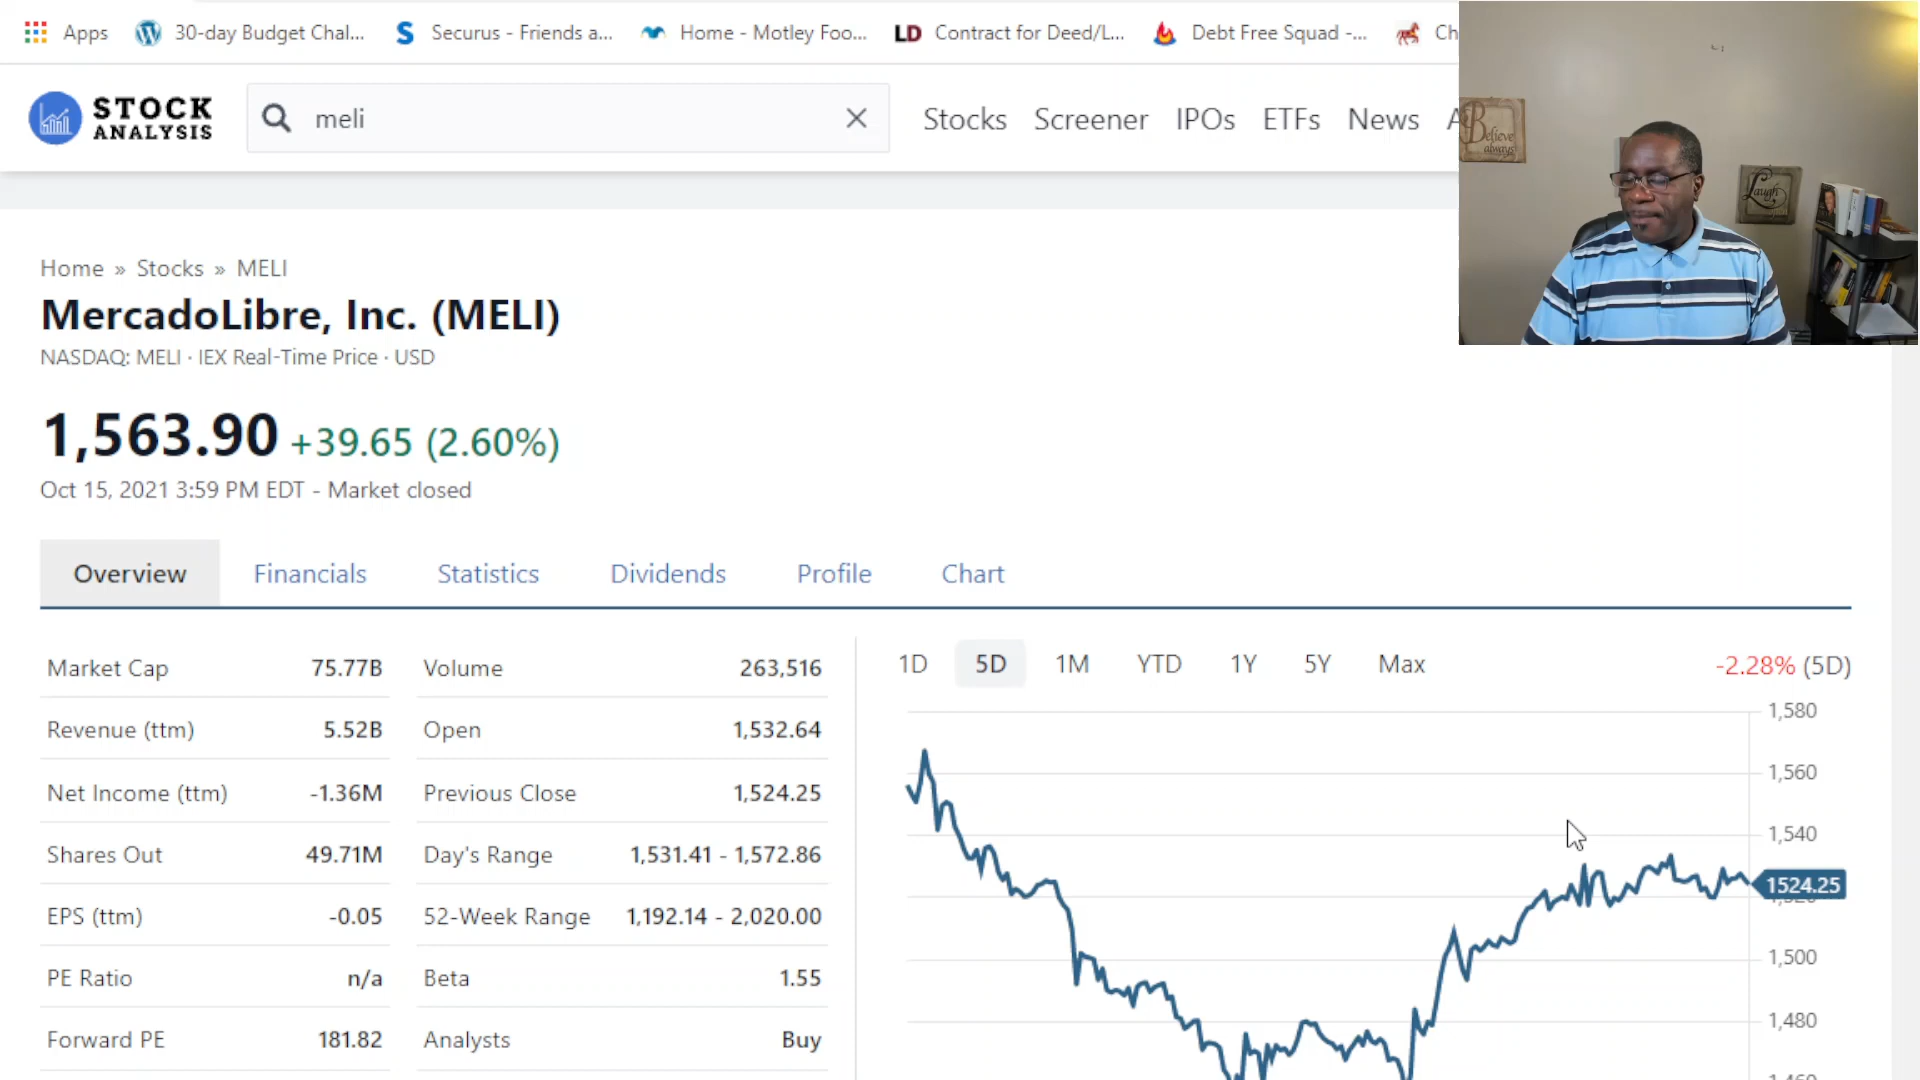 Apps 30-day Budget Chal... Securus - Friends a... Home - Motley Foo... LD Contract for Deed/L... Debt Free Squad -... Ch
STOCK
ANALYSIS
meli
Stocks Screener IPOs ETFs News A
Believe
always
Laugh
Home » Stocks » MELI
MercadoLibre, Inc. (MELI)
NASDAQ: MELI · IEX Real-Time Price · USD
1,563.90 +39.65 (2.60%)
Oct 15, 2021 3:59 PM EDT - Market closed
Overview Financials Statistics Dividends Profile Chart
Market Cap 75.77B Volume 263,516
Revenue (ttm) 5.52B Open 1,532.64
Net Income (ttm) -1.36M Previous Close 1,524.25
Shares Out 49.71M Day's Range 1,531.41 - 1,572.86
EPS (ttm) -0.05 52-Week Range 1,192.14 - 2,020.00
PE Ratio n/a Beta 1.55
Forward PE 181.82 Analysts Buy
1D 5D 1M YTD 1Y 5Y Max -2.28% (5D)
1,580
1,560
1,540
1524.25
1,500
1,480